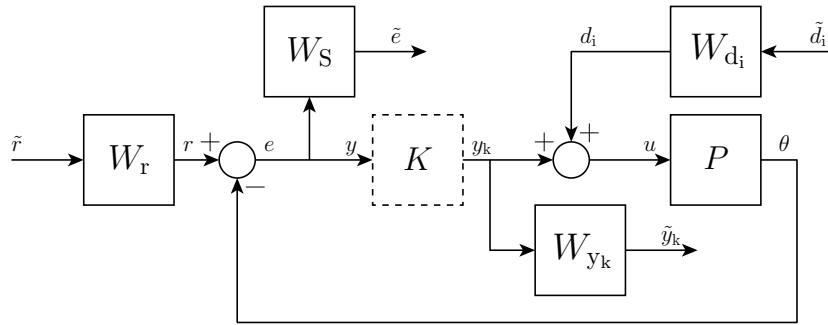 W_S ẽ d_i W_{d_i} d̃_i
r̃ W_r r + e y K y_k + + u P θ
−
W_{y_k} ỹ_k